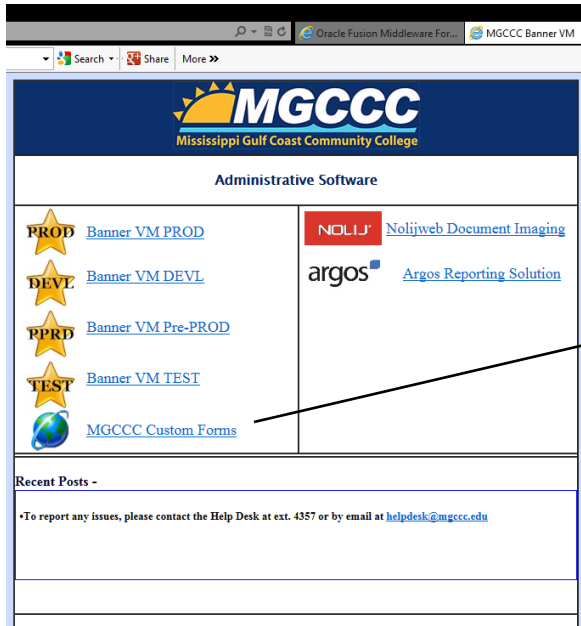 Oracle Fusion Middleware For...
MGCCC Banner VM
Search
Share
More »
MGCCC
Mississippi Gulf Coast Community College
Administrative Software
PROD
Banner VM PROD
DEVL
Banner VM DEVL
PPRD
Banner VM Pre-PROD
TEST
Banner VM TEST
MGCCC Custom Forms
NOLIJ
Nolijweb Document Imaging
argos
Argos Reporting Solution
Recent Posts -
•To report any issues, please contact the Help Desk at ext. 4357 or by email at helpdesk@mgccc.edu